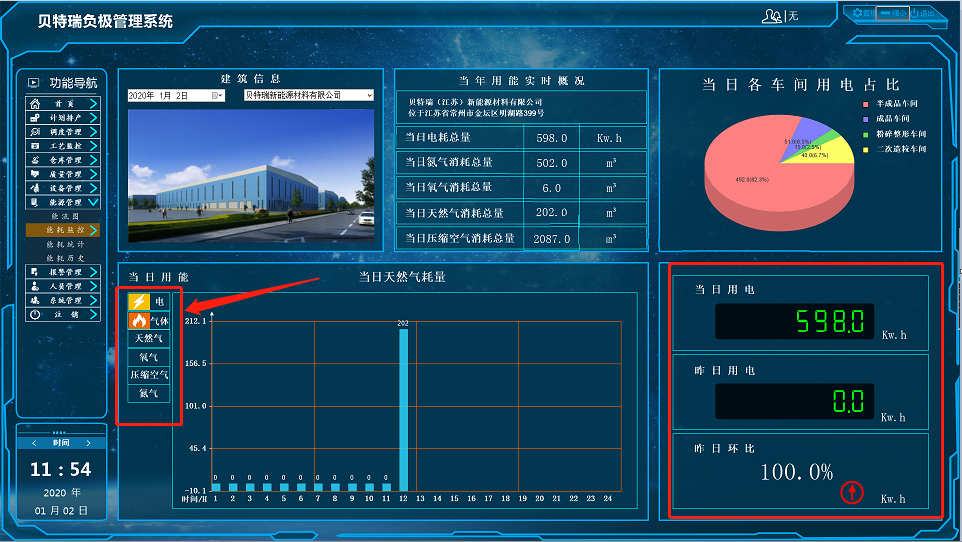 贝特瑞负极管理系统
无
管理 缩小 退出
功能导航
首 页
计划排产
调度管理
工艺监控
仓库管理
质量管理
设备管理
能源管理
能流图
能耗监控
能耗统计
能耗历史
报警管理
人员管理
系统管理
注 销
时间
11 : 54
2020 年
01 月 02 日
建筑信息
2020年 1月 2日
贝特瑞新能源材料有限公司
当年用能实时概况
贝特瑞（江苏）新能源材料有限公司
位于江苏省常州市金坛区明湖路399号
当日电耗总量 598.0 Kw.h
当日氮气消耗总量 502.0 m³
当日氧气消耗总量 6.0 m³
当日天然气消耗总量 202.0 m³
当日压缩空气消耗总量 2087.0 m³
当日各车间用电占比
半成品车间
成品车间
粉碎整形车间
二次造粒车间
51.0(8.5%)
15.0(2.5%)
40.0(6.7%)
492.0(82.3%)
当日用能
电
气体
天然气
氧气
压缩空气
氮气
当日天然气耗量
212.1
156.5
101.0
45.4
-10.1
0 0 0 0 0 0 0 0 0 0 0 202
时间/H 1 2 3 4 5 6 7 8 9 10 11 12 13 14 15 16 17 18 19 20 21 22 23 24
当日用电
598.0 Kw.h
昨日用电
0.0 Kw.h
昨日环比
100.0%
Kw.h